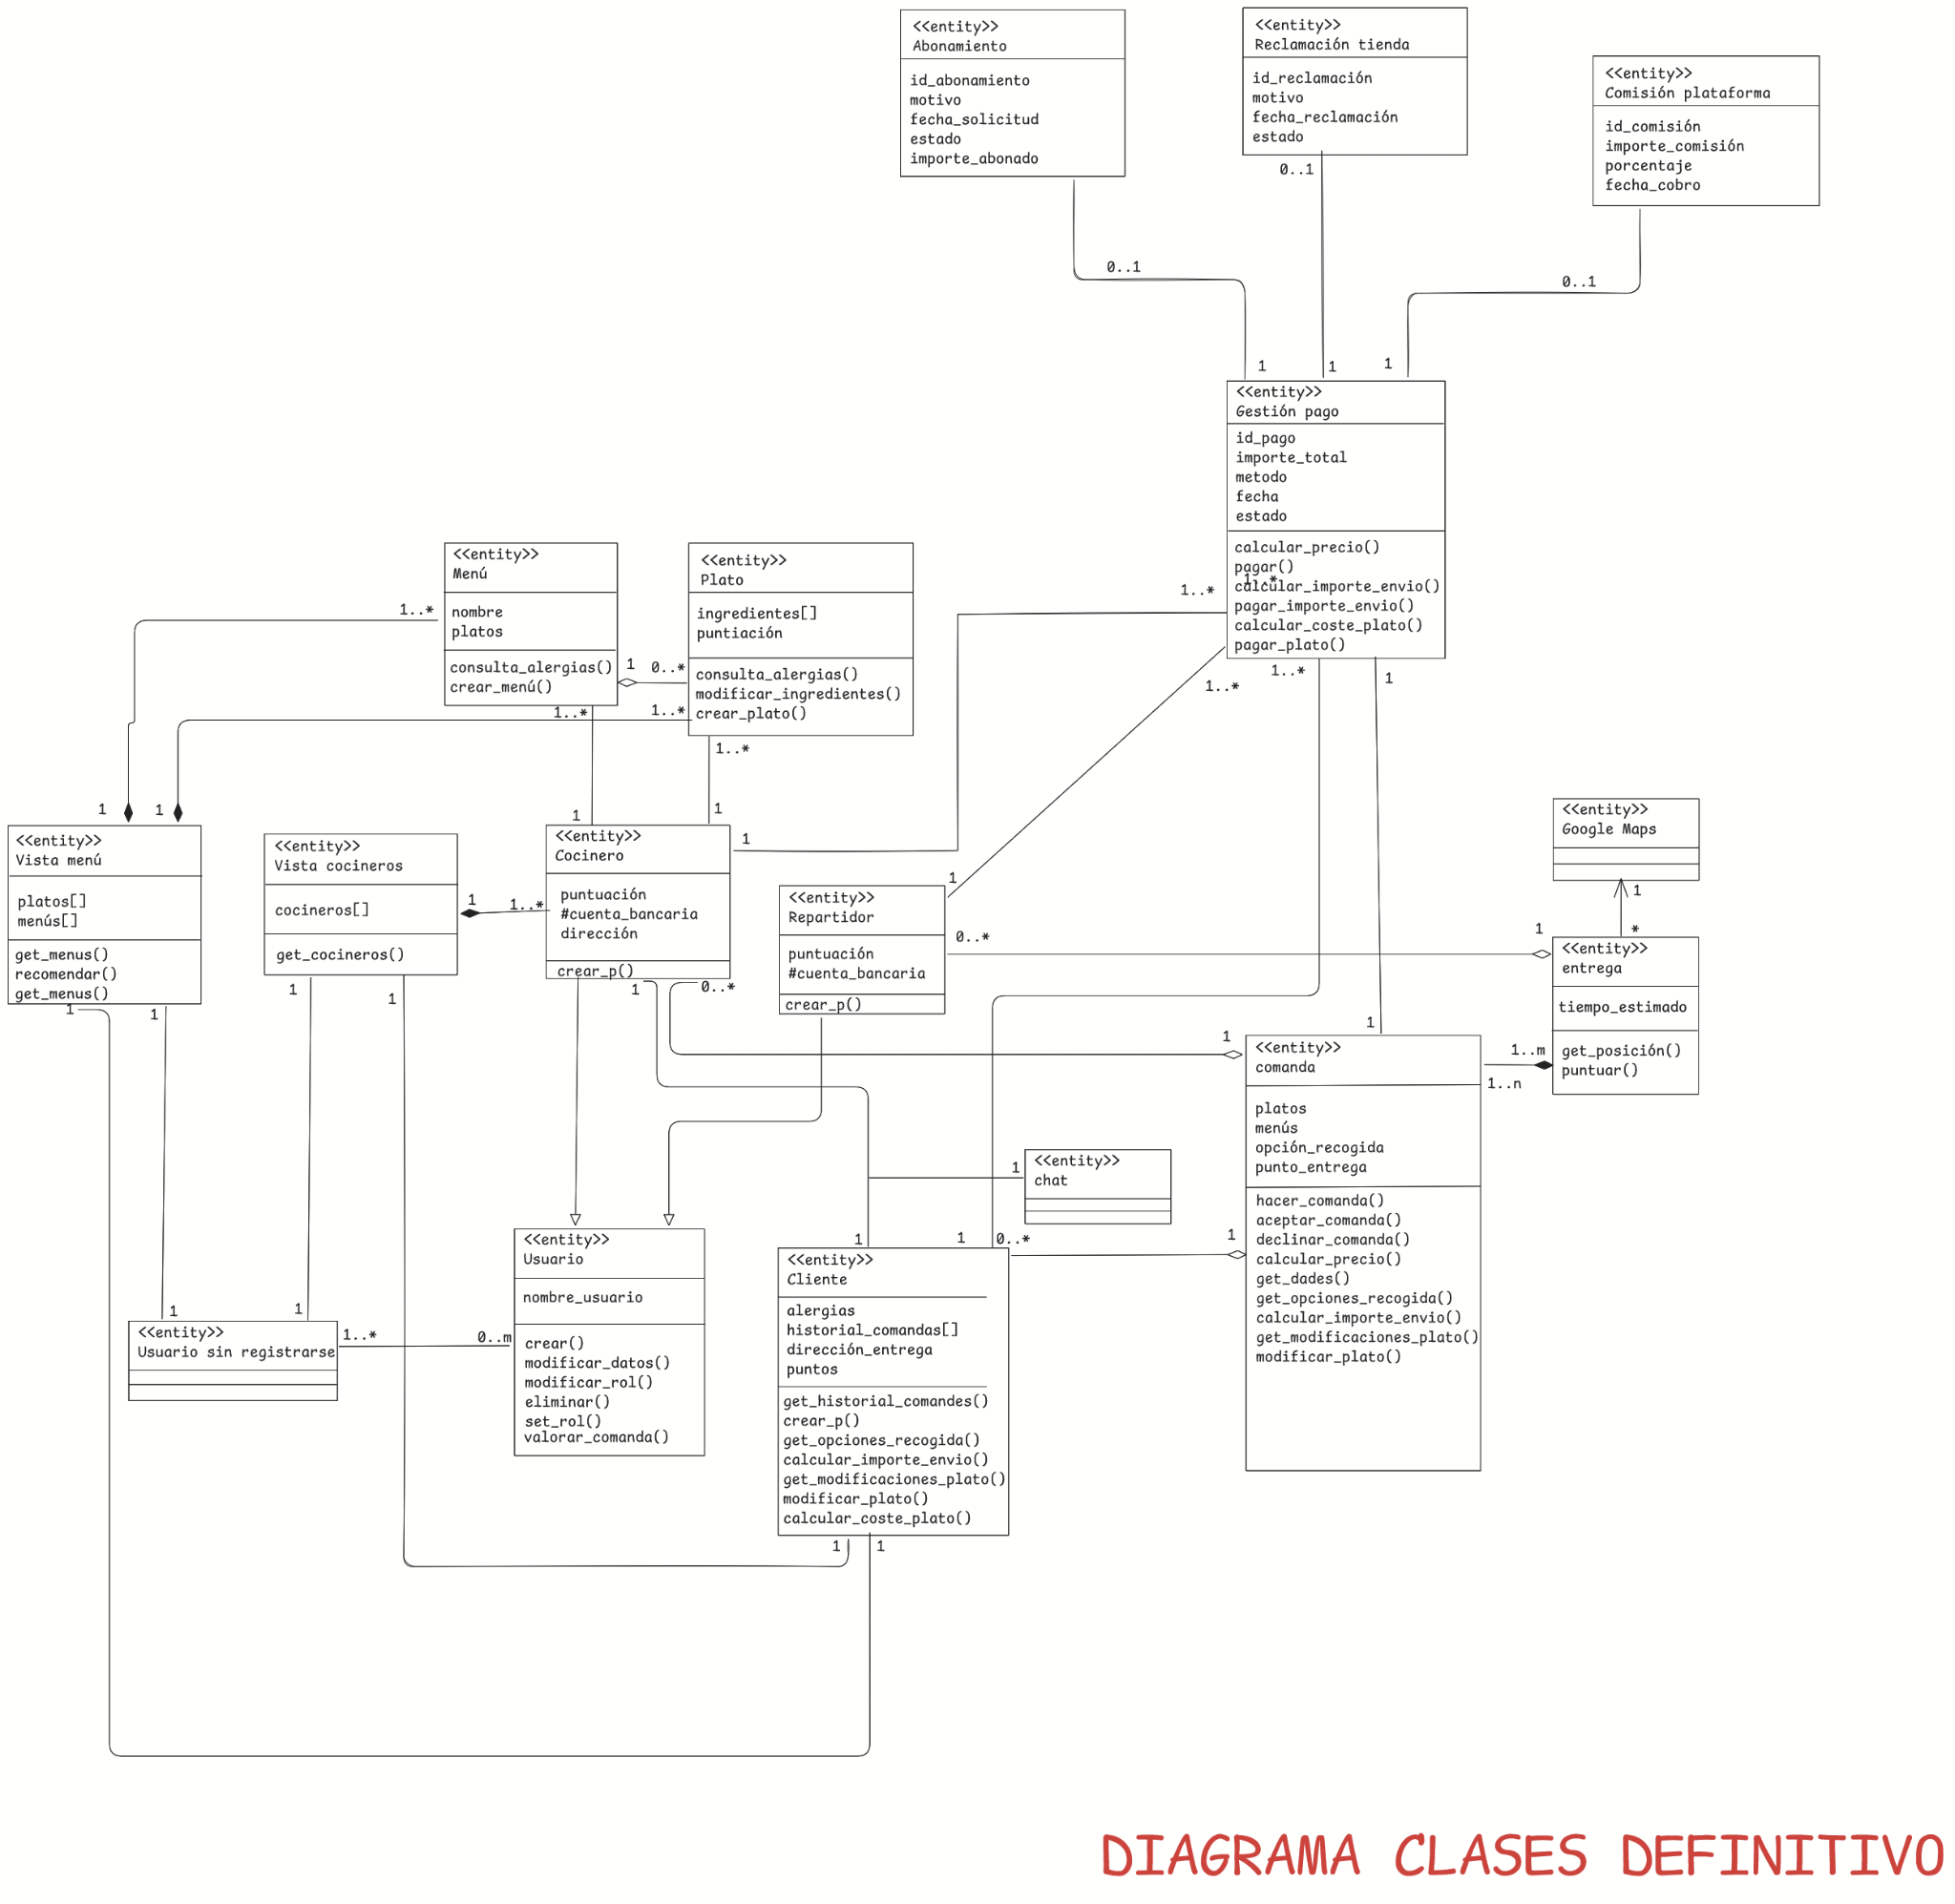 <<entity>>
Abonamiento
id_abonamiento
motivo
fecha_solicitud
estado
importe_abonado
<<entity>>
Reclamación tienda
id_reclamación
motivo
fecha_reclamación
estado
0..1
<<entity>>
Comisión plataforma
id_comisión
importe_comisión
porcentaje
fecha_cobro
0..1
0..1
1
1
1
<<entity>>
Gestión pago
id_pago
importe_total
metodo
fecha
estado
calcular_precio()
pagar()
1..*
calcular_importe_envio()
pagar_importe_envio()
calcular_coste_plato()
pagar_plato()
1..*
1..*
1..*
1
<<entity>>
Menú
nombre
platos
consulta_alergias()
crear_menú()
1..*
1
0..*
1..*
1..*
<<entity>>
Plato
ingredientes[]
puntiación
consulta_alergias()
modificar_ingredientes()
crear_plato()
1..*
1
1
1
1
1
<<entity>>
Vista menú
platos[]
menús[]
get_menus()
recomendar()
get_menus()
1
1
<<entity>>
Vista cocineros
cocineros[]
get_cocineros()
1
1..*
1
1
<<entity>>
Cocinero
puntuación
#cuenta_bancaria
dirección
crear_p()
1
0..*
<<entity>>
Repartidor
puntuación
#cuenta_bancaria
crear_p()
1
0..*
1
<<entity>>
Google Maps
1
*
<<entity>>
entrega
tiempo_estimado
get_posición()
puntuar()
1..m
1..n
1
1
<<entity>>
comanda
platos
menús
opción_recogida
punto_entrega
hacer_comanda()
aceptar_comanda()
declinar_comanda()
calcular_precio()
get_dades()
get_opciones_recogida()
calcular_importe_envio()
get_modificaciones_plato()
modificar_plato()
1
<<entity>>
chat
1
1
1
0..*
<<entity>>
Usuario
nombre_usuario
crear()
modificar_datos()
modificar_rol()
eliminar()
set_rol()
valorar_comanda()
1
1
<<entity>>
Usuario sin registrarse
1..*
0..m
<<entity>>
Cliente
alergias
historial_comandas[]
dirección_entrega
puntos
get_historial_comandes()
crear_p()
get_opciones_recogida()
calcular_importe_envio()
get_modificaciones_plato()
modificar_plato()
calcular_coste_plato()
1
1
DIAGRAMA CLASES DEFINITIVO